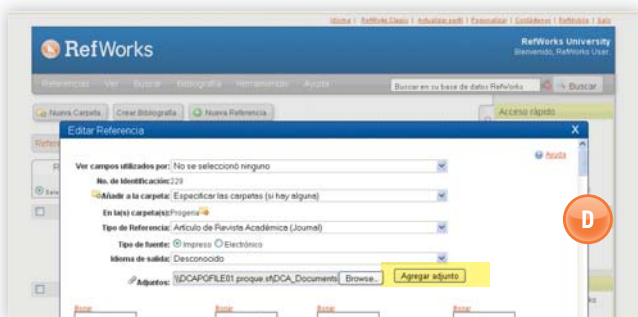 Idioma | RefWorks Classic | Actualizar perfil | Personalizar | Contáctenos | RefMobile | Salir
RefWorks
RefWorks University
Bienvenido, RefWorks User.
Referencias Ver Buscar Bibliografía Herramientas Ayuda
Buscar en su base de datos RefWorks
Buscar
Nueva Carpeta
Crear Bibliografía
Nueva Referencia
Acceso rápido
Editar Referencia
X
Ayuda
Ver campos utilizados por: No se seleccionó ninguno
No. de Identificación: 229
Añadir a la carpeta: Especificar las carpetas (si hay alguna)
En la(s) carpeta(s): Progeria
Tipo de Referencia: Artículo de Revista Académica (Journal)
Tipo de fuente: Impreso Electrónico
Idioma de salida: Desconocido
Adjuntos: \\DCAPGFILE01.proque.sf\DCA_Documents Browse... Agregar adjunto
D
Borrar Borrar Borrar Borrar